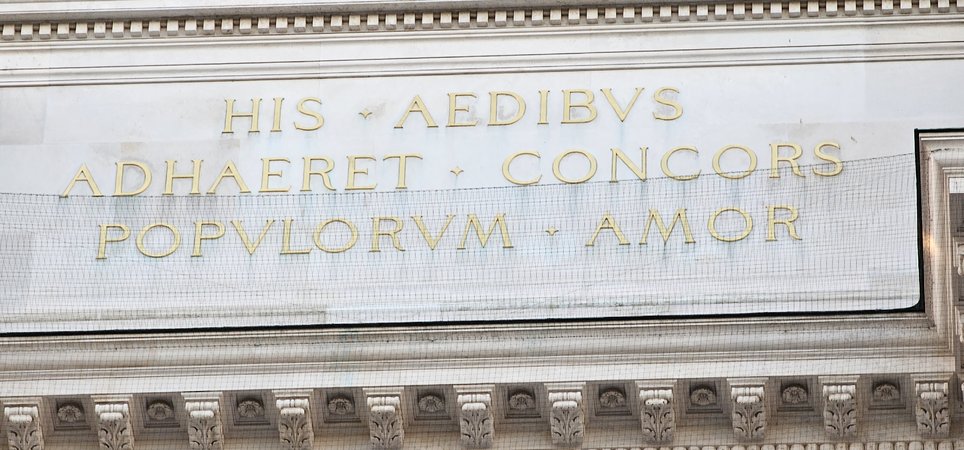 HIS · AEDIBVS
ADHAERET · CONCORS
POPVLORVM · AMOR